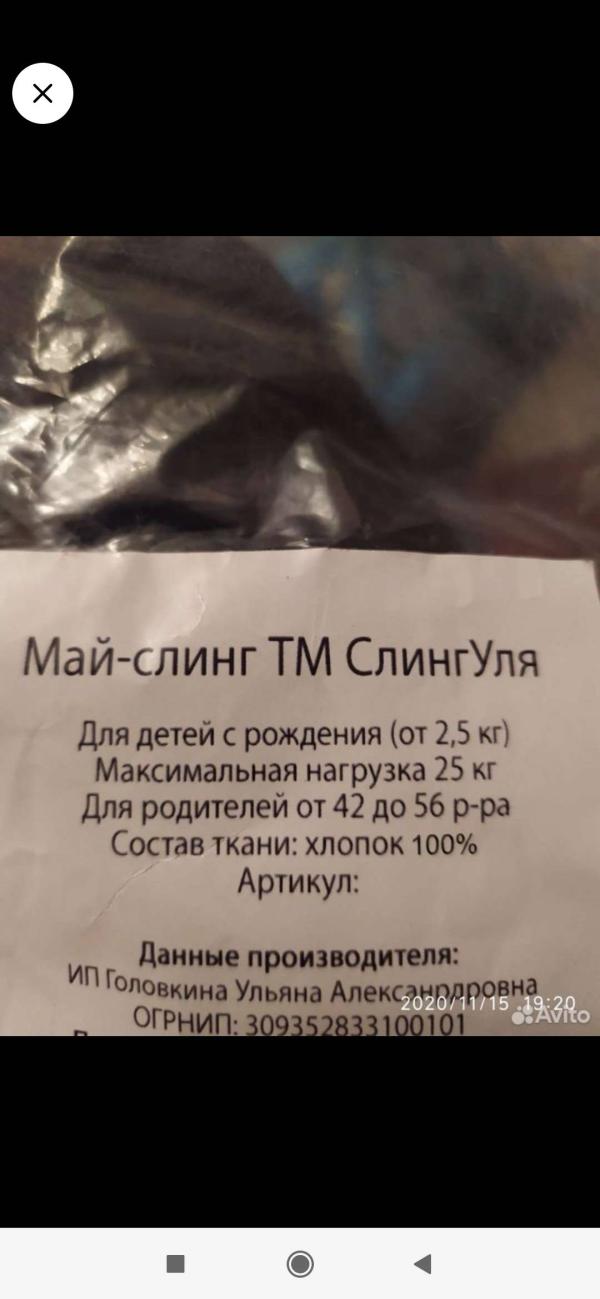 Май-слинг ТМ СлингУля
Для детей с рождения (от 2,5 кг)
Максимальная нагрузка 25 кг
Для родителей от 42 до 56 р-ра
Состав ткани: хлопок 100%
Артикул:
Данные производителя:
ИП Головкина Ульяна Александровна
2020/11/15 19:20
ОГРНИП: 309352833100101
Avito